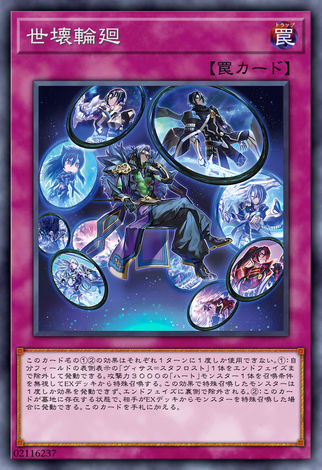 世壊輪廻
トラップ
罠
【罠カード】
このカード名の①②の効果はそれぞれ1ターンに1度しか使用できない。①:自
分フィールドの表側表示の「ヴィサス=スタフロスト」1体をエンドフェイズま
で除外して発動できる。攻撃力3000の「ハート」モンスター1体を召喚条件
を無視してEXデッキから特殊召喚する。この効果で特殊召喚したモンスターは
1度しか効果を発動できず、エンドフェイズに裏側で除外される。②:このカー
ドが墓地に存在する状態で、相手がEXデッキからモンスターを特殊召喚した場
合に発動できる。このカードを手札に加える。
02116237